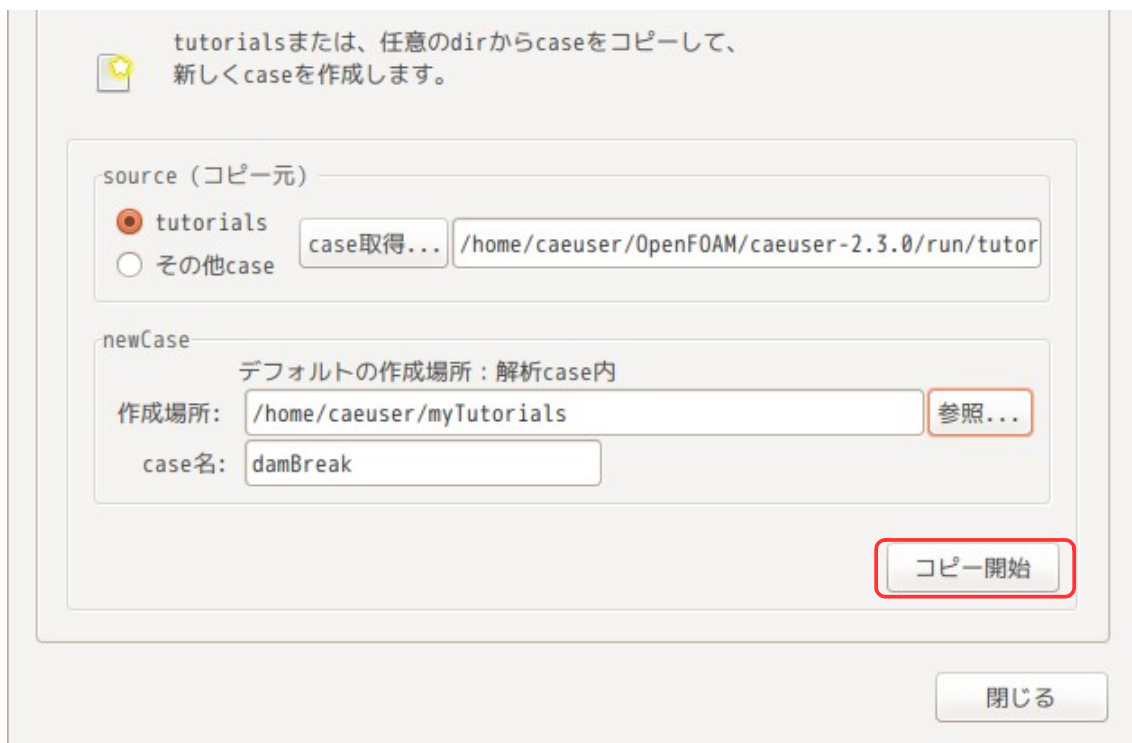 tutorialsまたは、任意のdirからcaseをコピーして、
新しくcaseを作成します。
source (コピー元)
tutorials
その他case
case取得...
/home/caeuser/OpenFOAM/caeuser-2.3.0/run/tutor
newCase
デフォルトの作成場所：解析case内
作成場所:
/home/caeuser/myTutorials
参照...
case名:
damBreak
コピー開始
閉じる